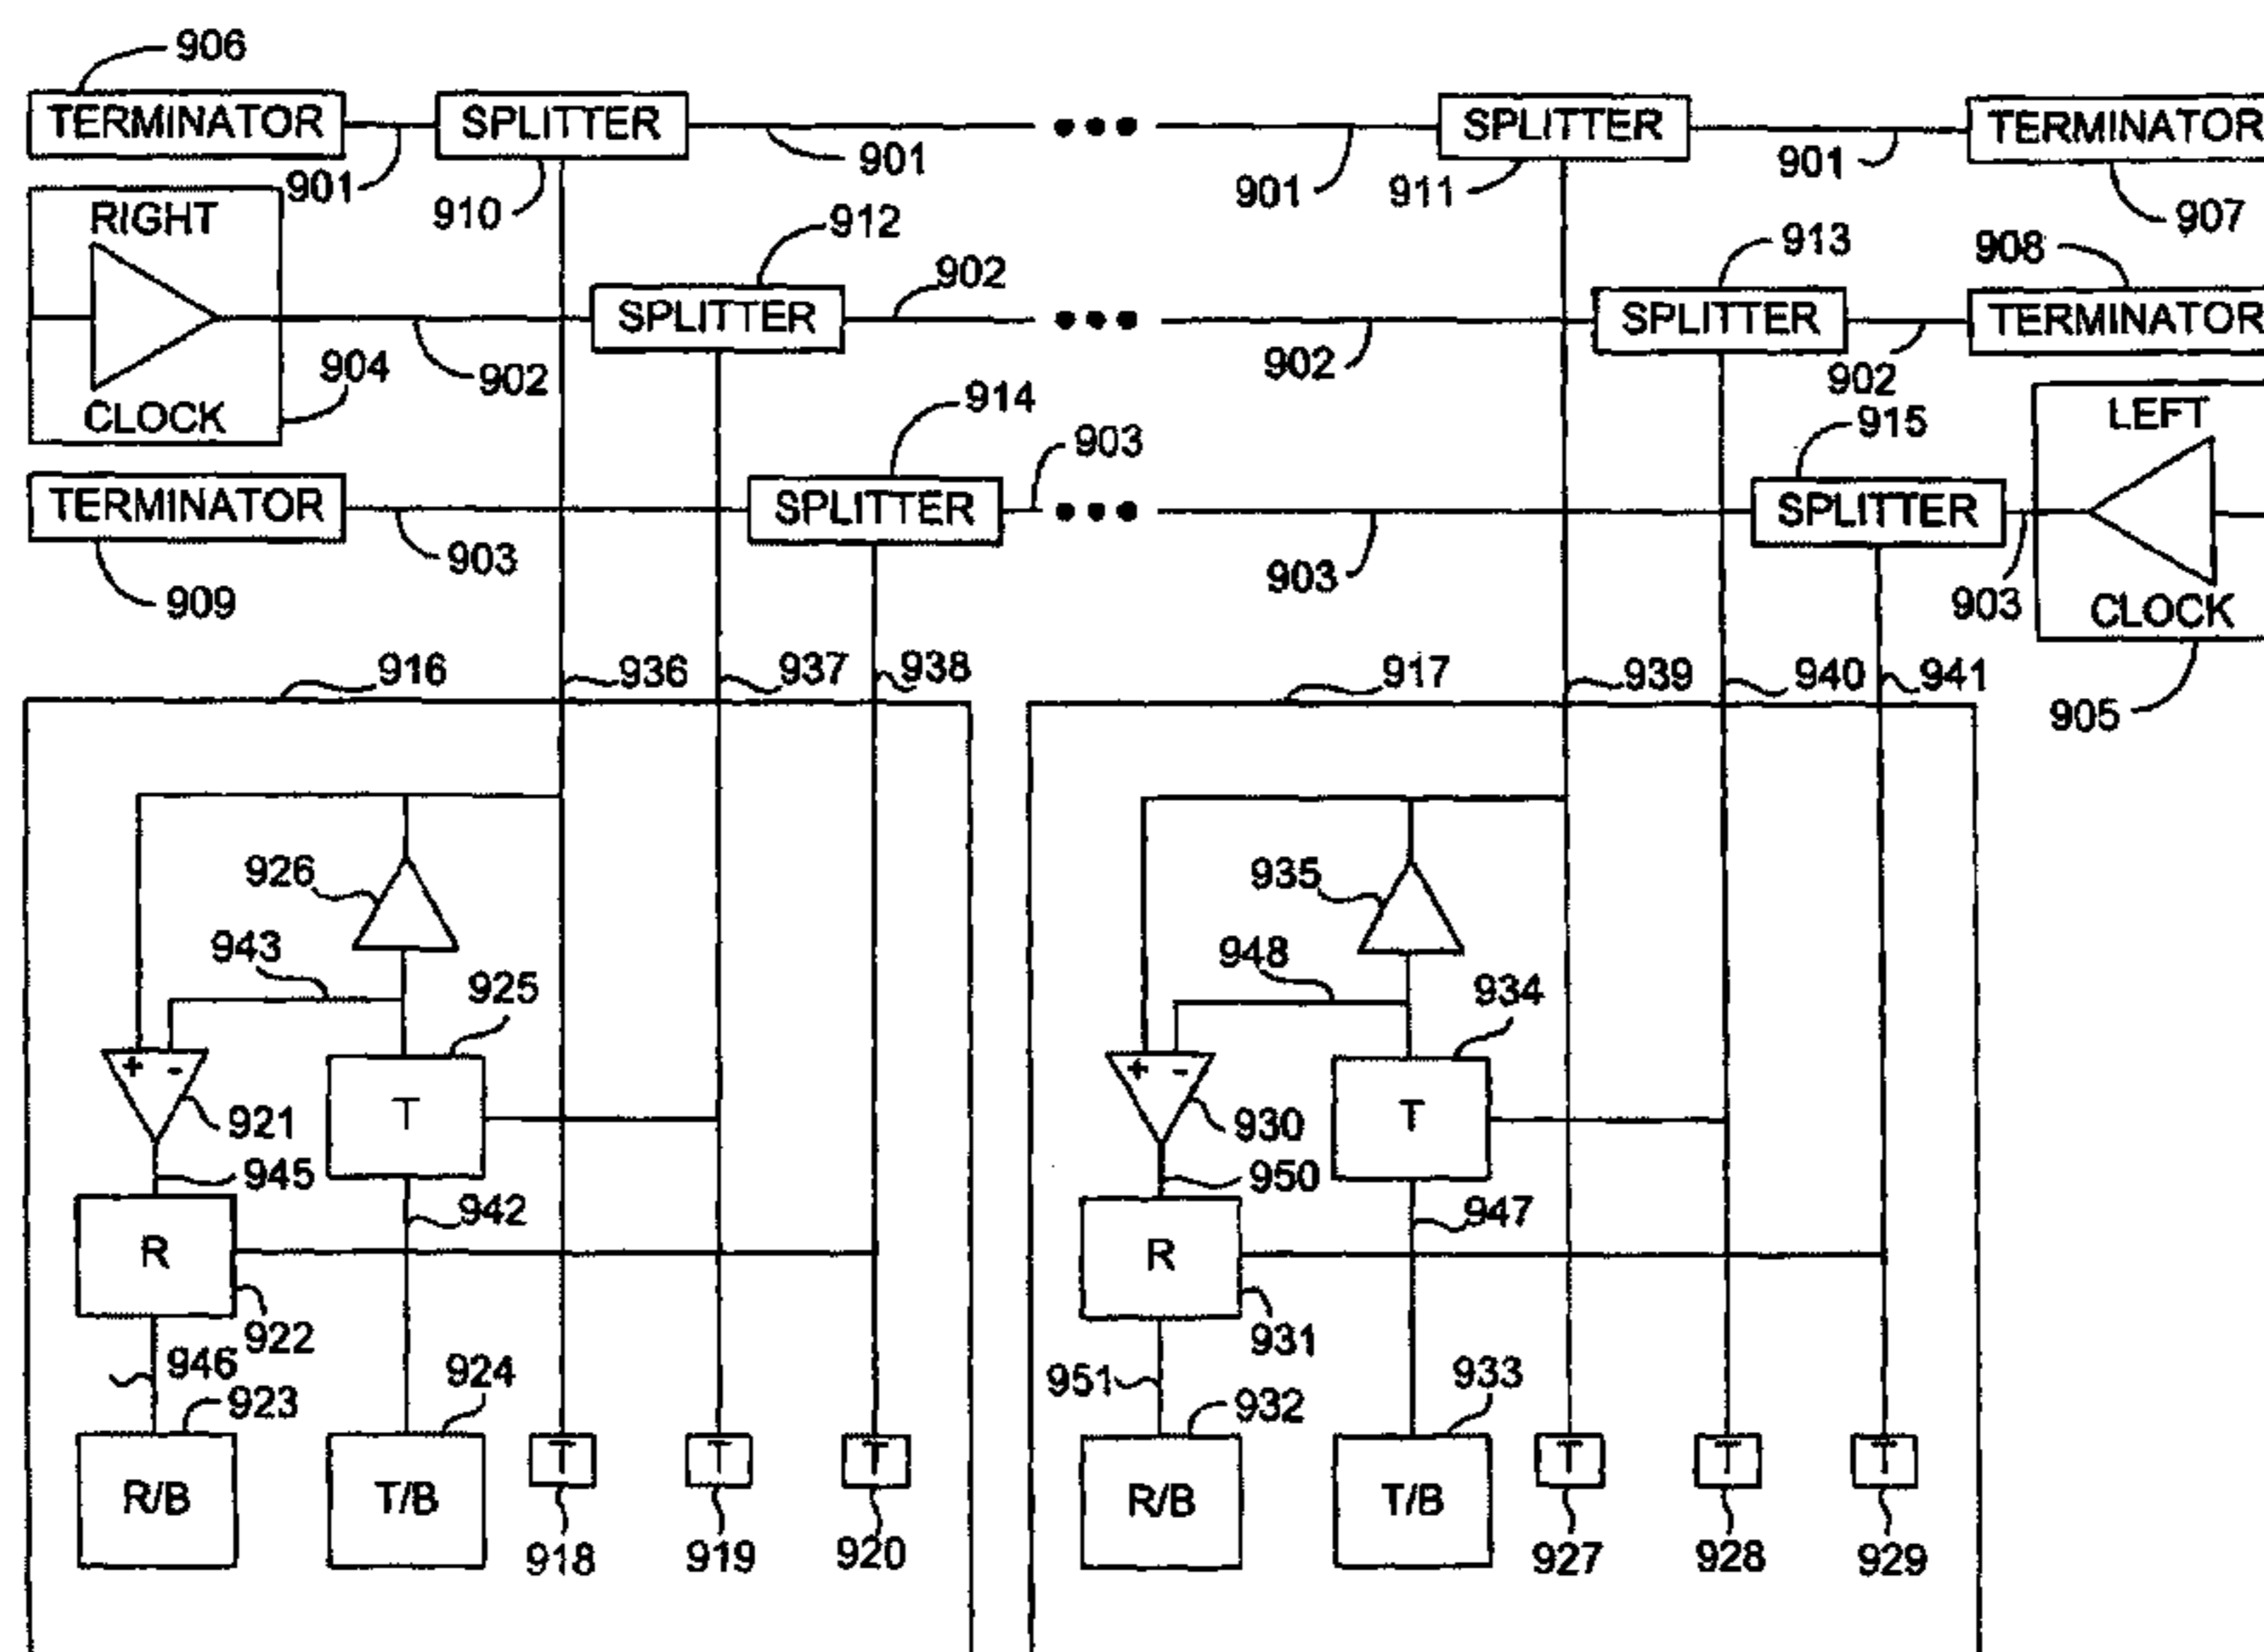 906
TERMINATOR SPLITTER SPLITTER TERMINATOR
901 901 901 901
910 911 907
RIGHT
CLOCK
904
912
SPLITTER
902 902 902 902
913 908
SPLITTER TERMINATOR
914 903 915
LEFT
CLOCK
905
TERMINATOR SPLITTER SPLITTER
903 903 903
909
916 936 937 938 917 939 940 941
926 935
943 925 948 934
+ - T + - T
921 930
945 950
942 947
R R
922 931
946 951
923 924 932 933
R/B T/B T T T R/B T/B T T T
918 919 920 927 928 929